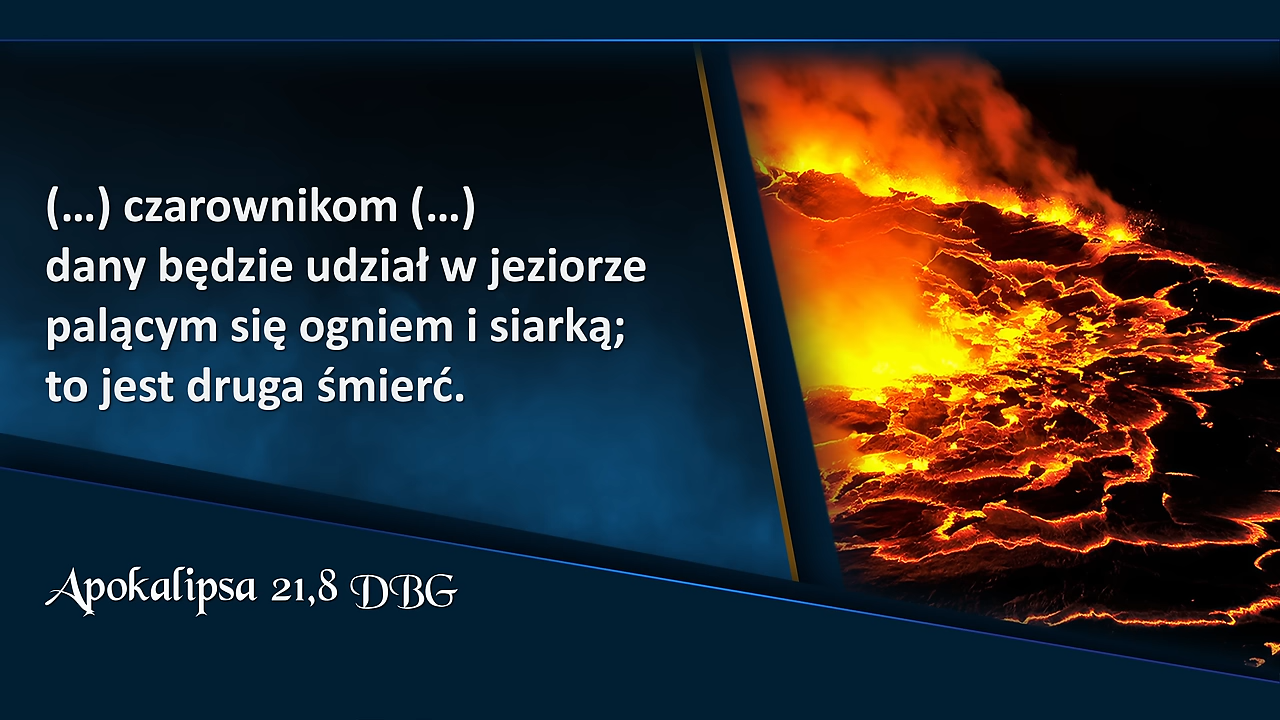 (...) czarownikom (...)
dany będzie udział w jeziorze
palącym się ogniem i siarką;
to jest druga śmierć.
Apokalipsa 21,8 DBG